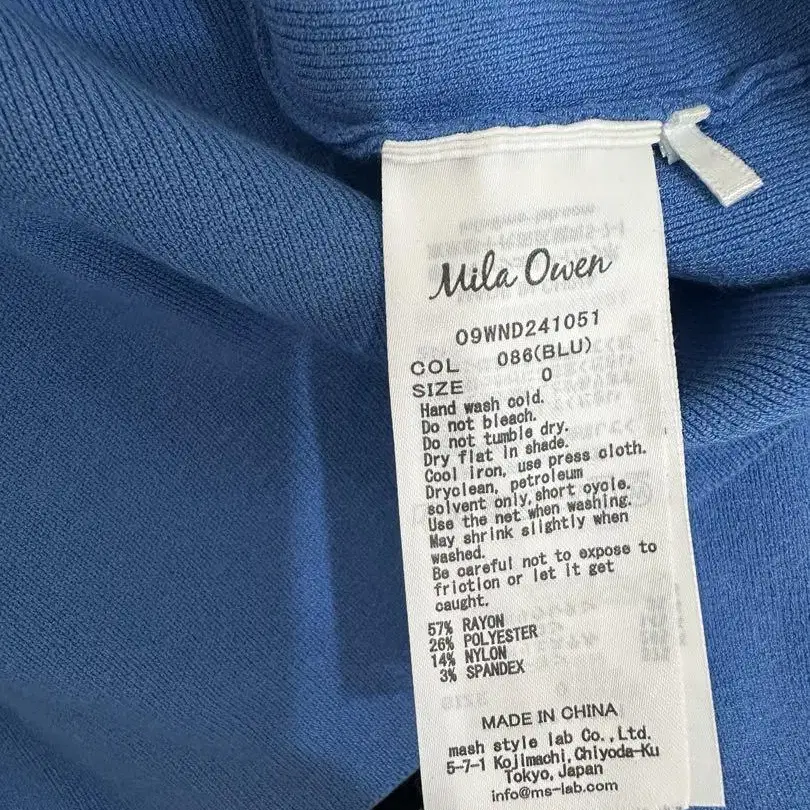 Mila Owen
09WND241051
COL 086(BLU)
SIZE 0
Hand wash cold.
Do not bleach.
Do not tumble dry.
Dry flat in shade.
Cool iron, use press cloth.
Dryclean, petroleum
solvent only,short cycle.
Use the net when washing.
May shrink slightly when
washed.
Be careful not to expose to
friction or let it get
caught.
57% RAYON
26% POLYESTER
14% NYLON
3% SPANDEX
MADE IN CHINA
mash style lab Co.,Ltd.
5-7-1 Kojimachi,Chiyoda-Ku
Tokyo,Japan
info@ms-lab.com